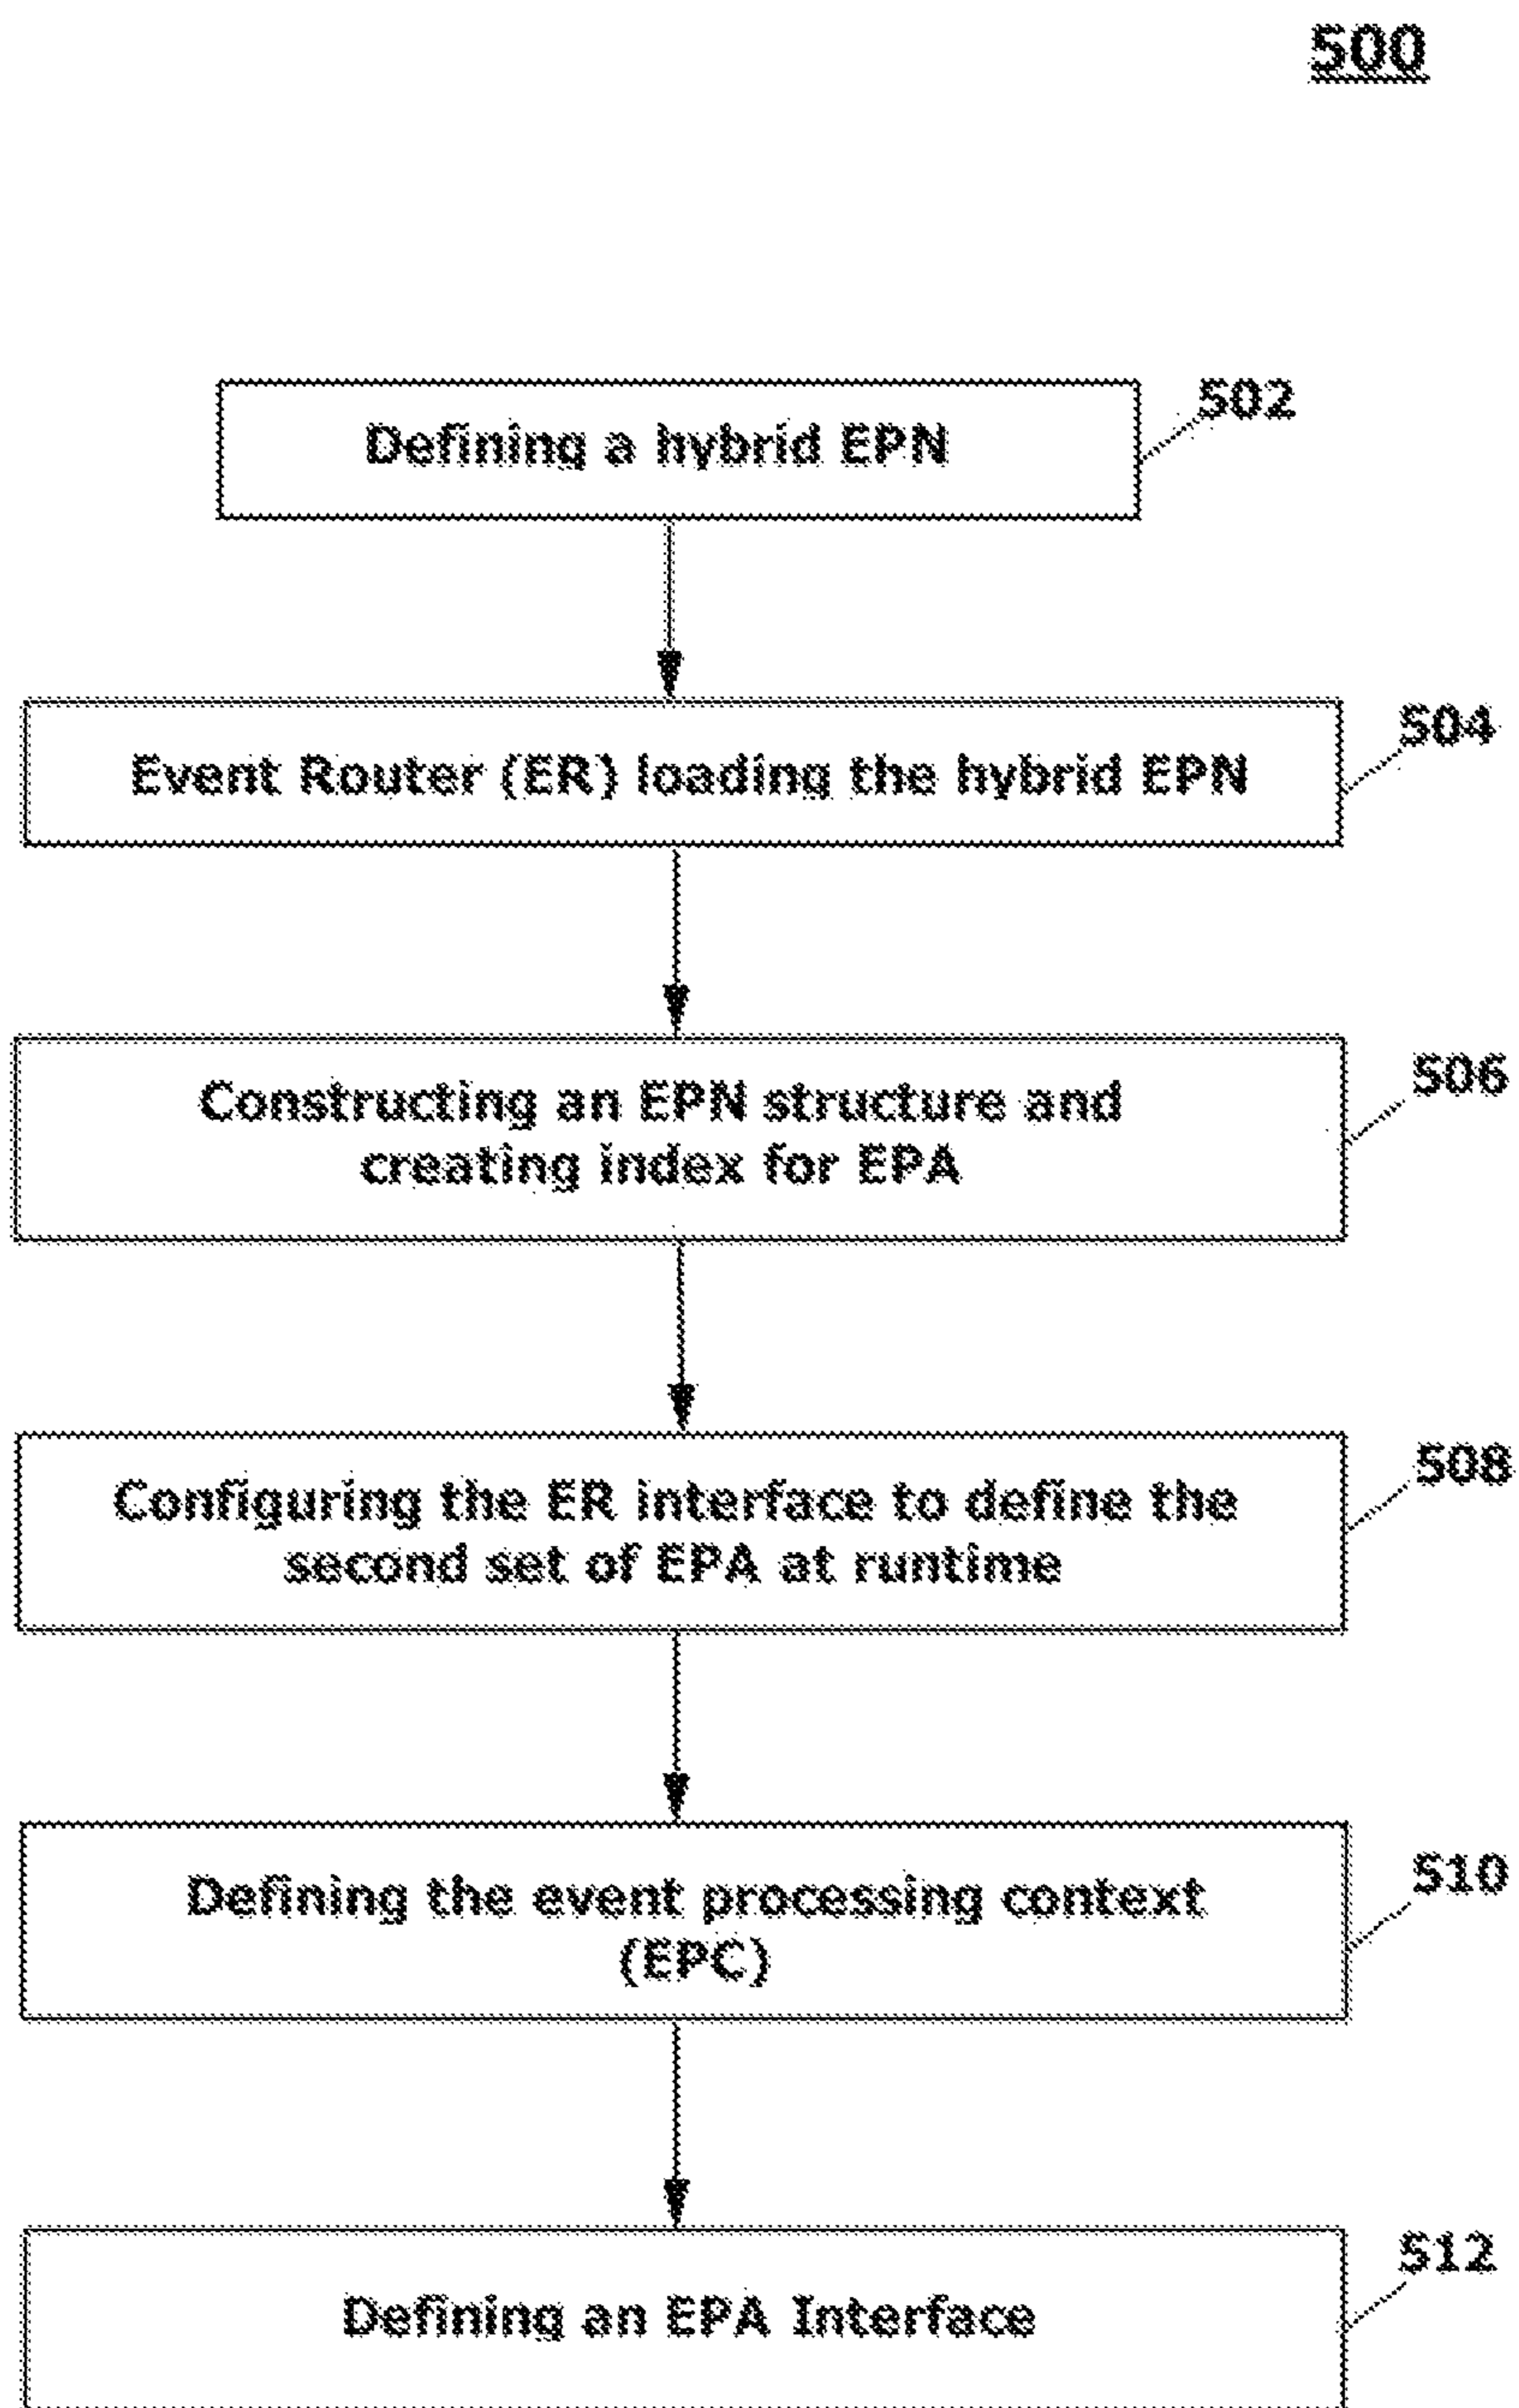 500
Defining a hybrid EPN
502
Event Router (ER) loading the hybrid EPN
504
Constructing an EPN structure and
creating index for EPA
506
Configuring the ER interface to define the
second set of EPA at runtime
508
Defining the event processing context
(EPC)
510
Defining an EPA Interface
512